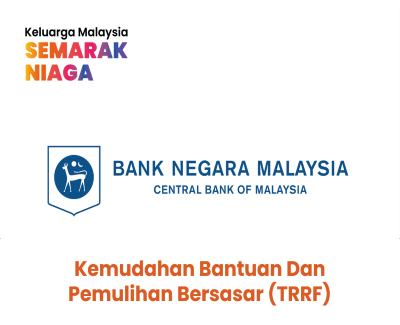 Keluarga Malaysia
SEMARAK
NIAGA
BANK NEGARA MALAYSIA
CENTRAL BANK OF MALAYSIA
Kemudahan Bantuan Dan
Pemulihan Bersasar (TRRF)